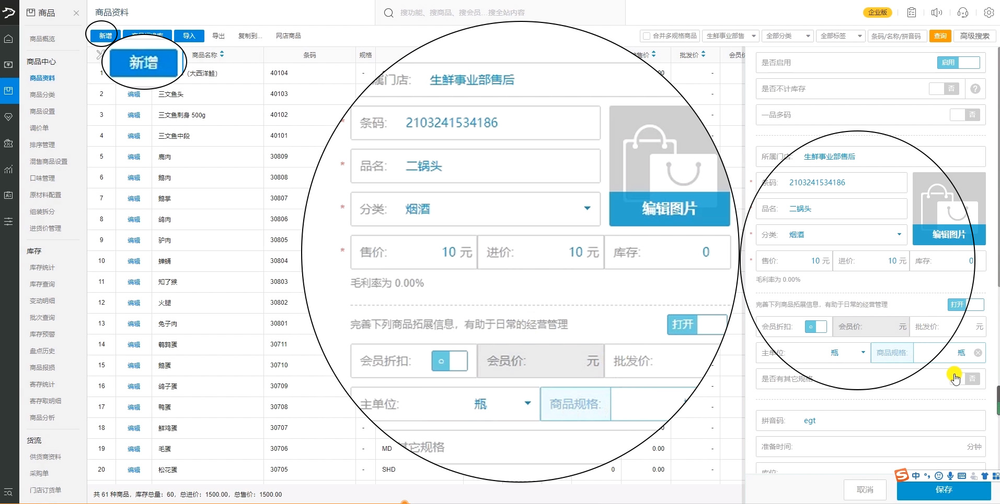 商品
商品资料
搜功能、搜商品、搜会员...搜全站内容
企业版
新增
导入
导出
复制到...
网店商品
合并多规格商品
生鲜事业部售
全部分类
全部标签
条码/名称/拼音码
查询
高级搜索
商品概览
商品中心
商品资料
商品分类
商品设置
调价单
排序管理
混售商品设置
口味管理
原材料配置
组装拆分
进货价管理
库存
库存统计
库存查询
变动明细
批次查询
库存预警
盘点历史
商品报损
寄存统计
寄存取明细
商品分析
货流
供货商资料
采购单
门店订货单
新增
商品名称 条码 规格 售价 批发价 会员价
1 (大西洋鲑) 40104 -
2 编辑 三文鱼头 40103 -
3 编辑 三文鱼刺身 500g 40102 -
4 编辑 三文鱼中段 40101
5 编辑 鹿肉 30809
6 编辑 鹅肉 30808
7 编辑 鹅掌 30807
8 编辑 鸽肉 30806
9 编辑 驴肉 30805
10 编辑 蝉蛹 30804
11 编辑 知了猴 30803
12 编辑 火腿 30802
13 编辑 兔子肉 30801
14 编辑 鹌鹑蛋 30711
15 编辑 鹅蛋 30710
16 编辑 鸽子蛋 30709 -
17 编辑 鸭蛋 30708 -
18 编辑 鲜鸡蛋 30707 - -
19 编辑 毛蛋 30706 - MD 0.00 -
20 编辑 松花蛋 30705 - SHD 0 0.00 -
共 61 种商品，库存总量：60，总进价：1500.00，总售价：1500.00
属门店: 生鲜事业部售后
* 条码: 2103241534186
* 品名: 二锅头
* 分类: 烟酒
编辑图片
* 售价: 10 元 进价: 10 元 库存: 0
毛利率为 0.00%
完善下列商品拓展信息，有助于日常的经营管理 打开
会员折扣: 会员价: 元 批发价:
主单位: 瓶 商品规格:
其它规格
是否启用 启用
是否不计库存 否 ?
一品多码 否
所属门店: 生鲜事业部售后
* 条码: 2103241534186
品名: 二锅头
* 分类: 烟酒
编辑图片
* 售价: 10 元 进价: 10 元 库存: 0
毛利率为 0.00%
完善下列商品拓展信息，有助于日常的经营管理 打开
会员折扣: 会员价: 元 批发价: 元
主单位: 瓶 商品规格: 瓶
是否有其它规格 否
拼音码: egt
准备时间: 分钟
中
取消
保存